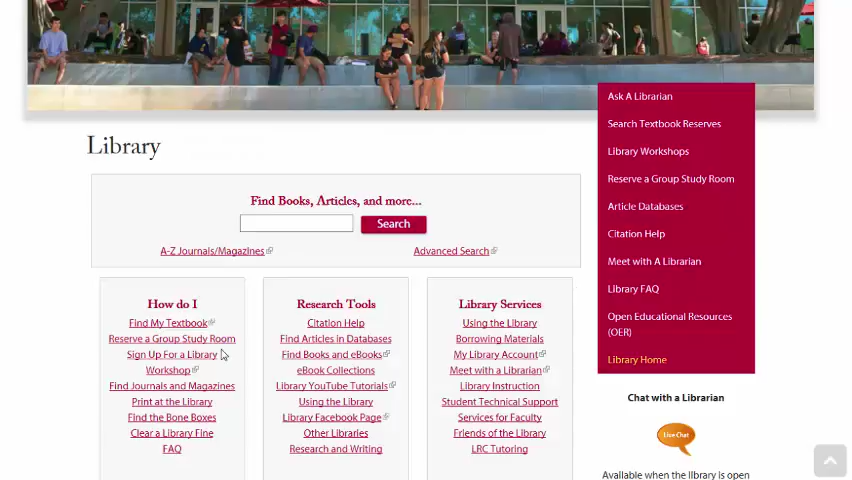 Library
Find Books, Articles, and more...
Search
A-Z Journals/Magazines
Advanced Search
How do I
Find My Textbook
Reserve a Group Study Room
Sign Up For a Library
Workshop
Find Journals and Magazines
Print at the Library
Find the Bone Boxes
Clear a Library Fine
FAQ
Research Tools
Citation Help
Find Articles in Databases
Find Books and eBooks
eBook Collections
Library YouTube Tutorials
Using the Library
Library Facebook Page
Other Libraries
Research and Writing
Library Services
Using the Library
Borrowing Materials
My Library Account
Meet with a Librarian
Library Instruction
Student Technical Support
Services for Faculty
Friends of the Library
LRC Tutoring
Ask A Librarian
Search Textbook Reserves
Library Workshops
Reserve a Group Study Room
Article Databases
Citation Help
Meet with A Librarian
Library FAQ
Open Educational Resources
(OER)
Library Home
Chat with a Librarian
Live Chat
Available when the library is open